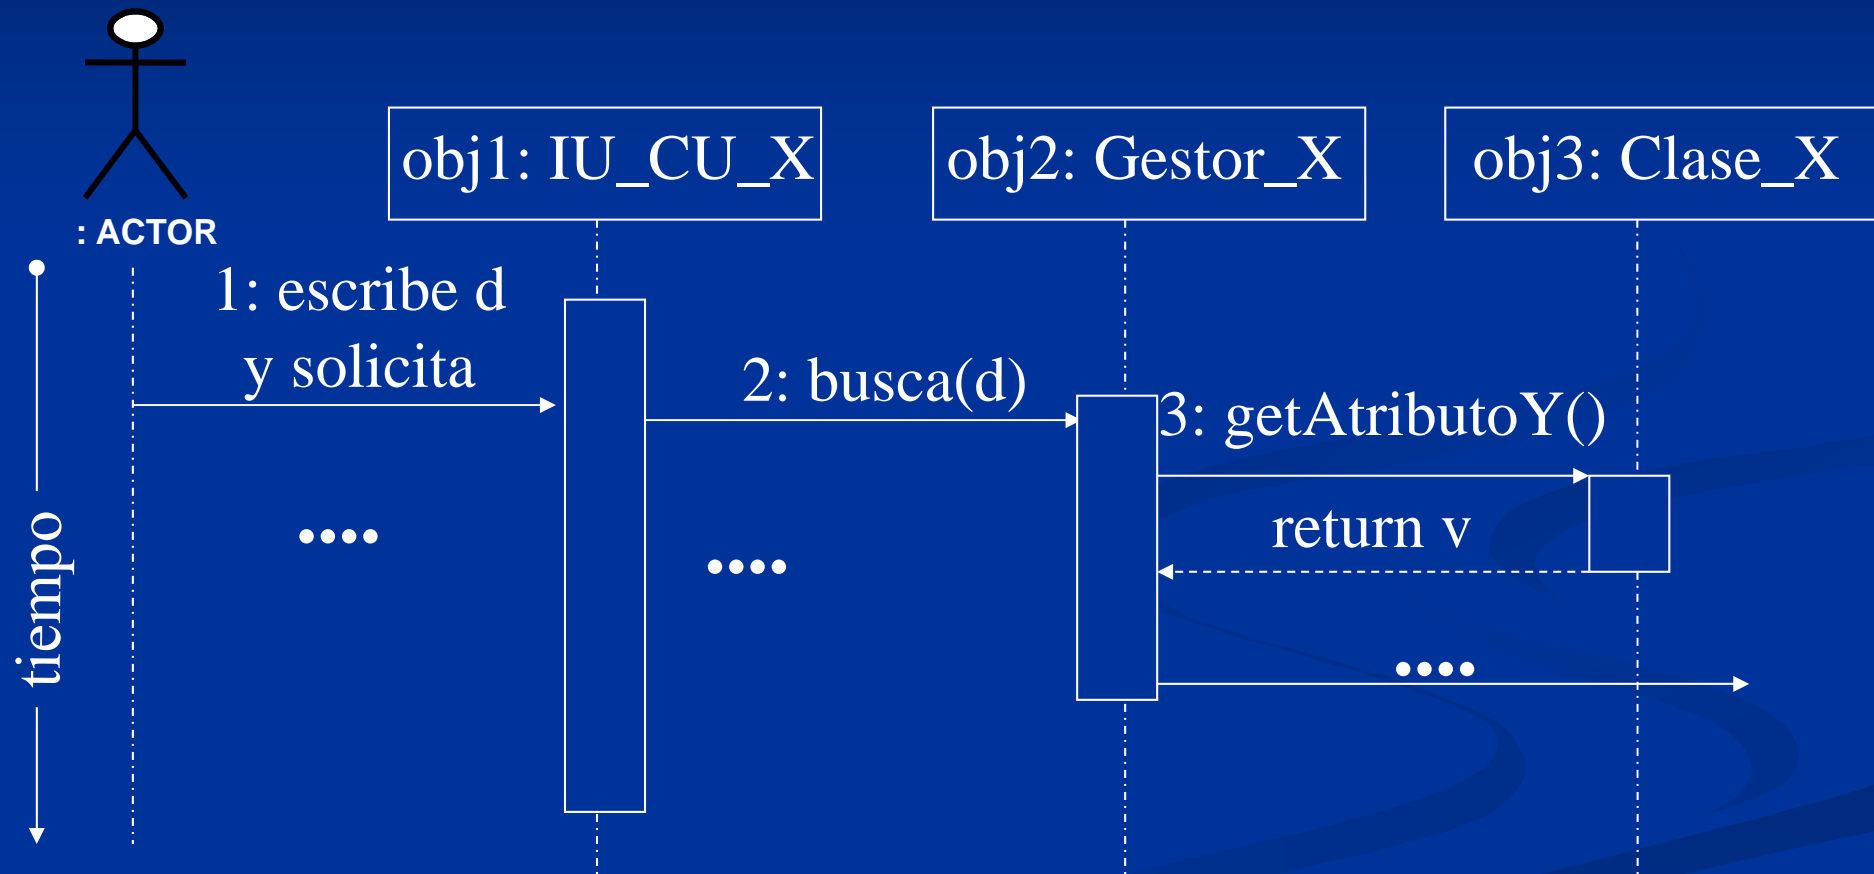 obj1: IU_CU_X
obj2: Gestor_X
obj3: Clase_X
: ACTOR
1: escribe d
y solicita
2: busca(d)
3: getAtributoY()
return v
....
....
....
tiempo